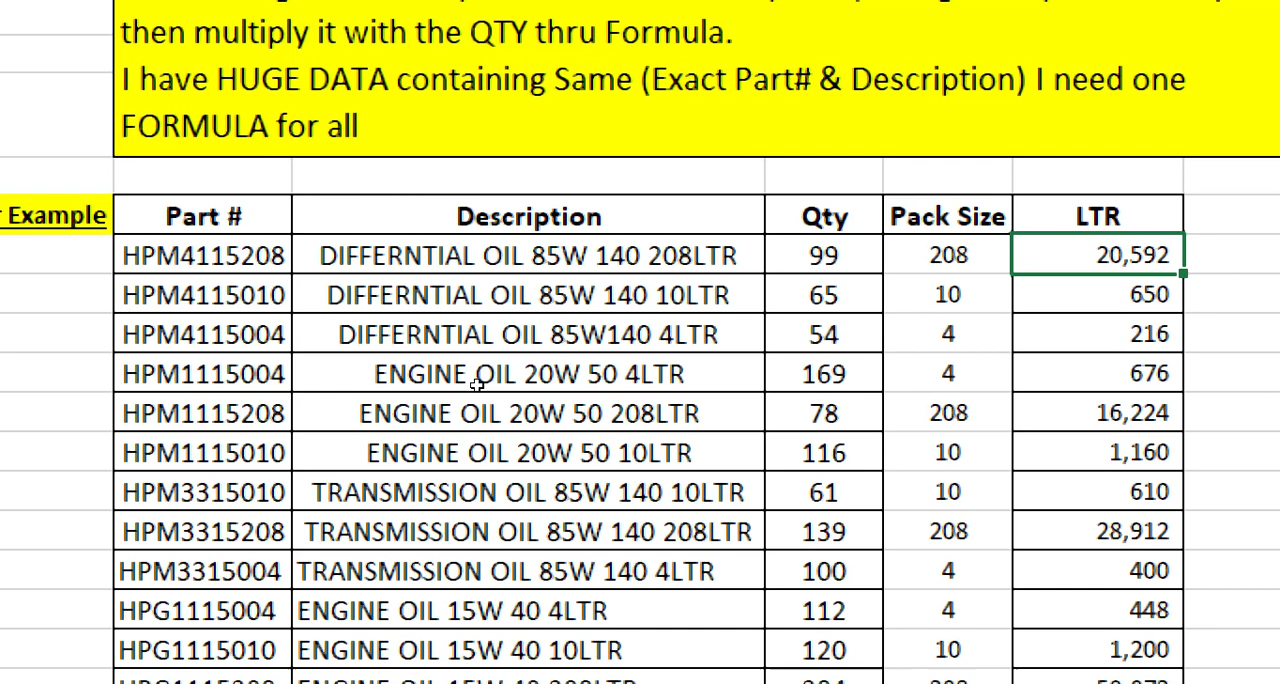 then multiply it with the QTY thru Formula.
I have HUGE DATA containing Same (Exact Part# & Description) I need one
FORMULA for all
Example Part # Description Qty Pack Size LTR
HPM4115208 DIFFERNTIAL OIL 85W 140 208LTR 99 208 20,592
HPM4115010 DIFFERNTIAL OIL 85W 140 10LTR 65 10 650
HPM4115004 DIFFERNTIAL OIL 85W140 4LTR 54 4 216
HPM1115004 ENGINE OIL 20W 50 4LTR 169 4 676
HPM1115208 ENGINE OIL 20W 50 208LTR 78 208 16,224
HPM1115010 ENGINE OIL 20W 50 10LTR 116 10 1,160
HPM3315010 TRANSMISSION OIL 85W 140 10LTR 61 10 610
HPM3315208 TRANSMISSION OIL 85W 140 208LTR 139 208 28,912
HPM3315004 TRANSMISSION OIL 85W 140 4LTR 100 4 400
HPG1115004 ENGINE OIL 15W 40 4LTR 112 4 448
HPG1115010 ENGINE OIL 15W 40 10LTR 120 10 1,200